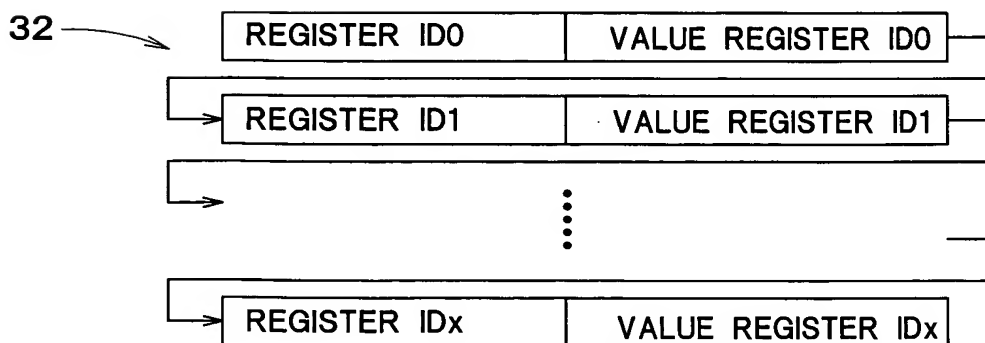 32 REGISTER ID0 VALUE REGISTER ID0
REGISTER ID1 VALUE REGISTER ID1
REGISTER IDx VALUE REGISTER IDx